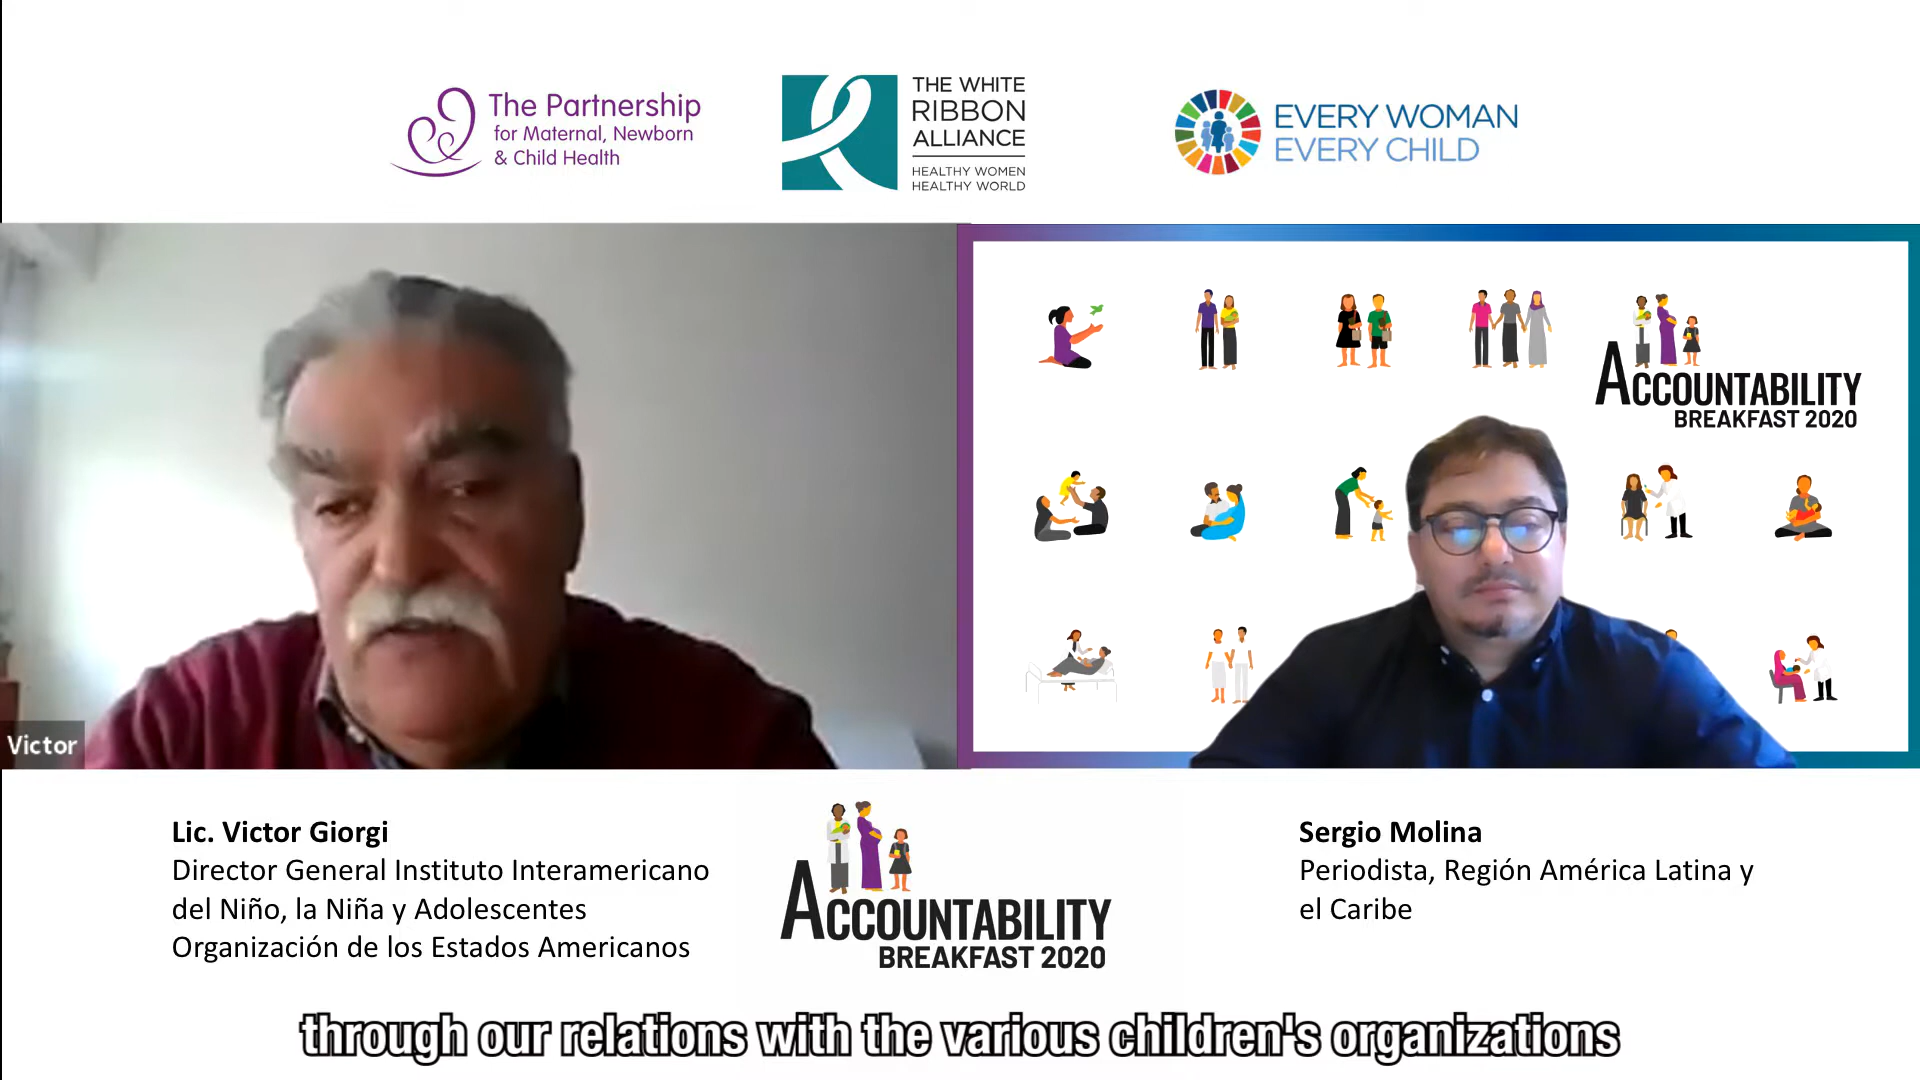 The Partnership
for Maternal, Newborn
& Child Health
THE WHITE
RIBBON
ALLIANCE
HEALTHY WOMEN
HEALTHY WORLD
EVERY WOMAN
EVERY CHILD
ACCOUNTABILITY
BREAKFAST 2020
Victor
Lic. Victor Giorgi
Director General Instituto Interamericano
del Niño, la Niña y Adolescentes
Organización de los Estados Americanos
ACCOUNTABILITY
BREAKFAST 2020
Sergio Molina
Periodista, Región América Latina y
el Caribe
through our relations with the various children's organizations